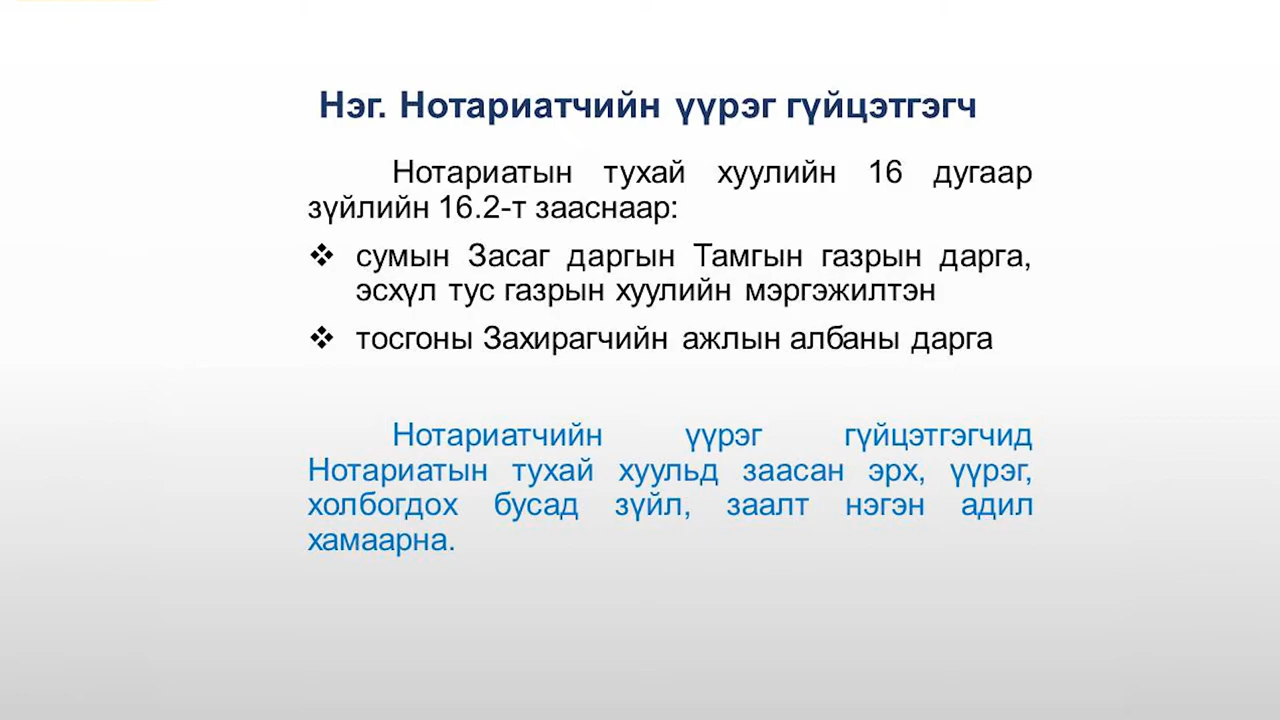 Нэг. Нотариатчийн үүрэг гүйцэтгэгч
Нотариатын тухай хуулийн 16 дугаар
зүйлийн 16.2-т зааснаар:
❖ сумын Засаг даргын Тамгын газрын дарга,
эсхүл тус газрын хуулийн мэргэжилтэн
❖ тосгоны Захирагчийн ажлын албаны дарга
Нотариатчийн үүрэг гүйцэтгэгчид
Нотариатын тухай хуульд заасан эрх, үүрэг,
холбогдох бусад зүйл, заалт нэгэн адил
хамаарна.